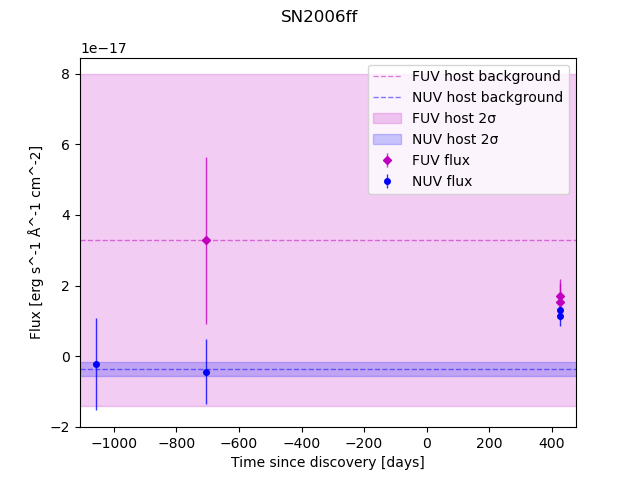 SN2006ff
1e−17
8
6
4
2
0
−2
Flux [erg s^-1 Å^-1 cm^-2]
FUV host background
NUV host background
FUV host 2σ
NUV host 2σ
FUV flux
NUV flux
−1000 −800 −600 −400 −200 0 200 400
Time since discovery [days]